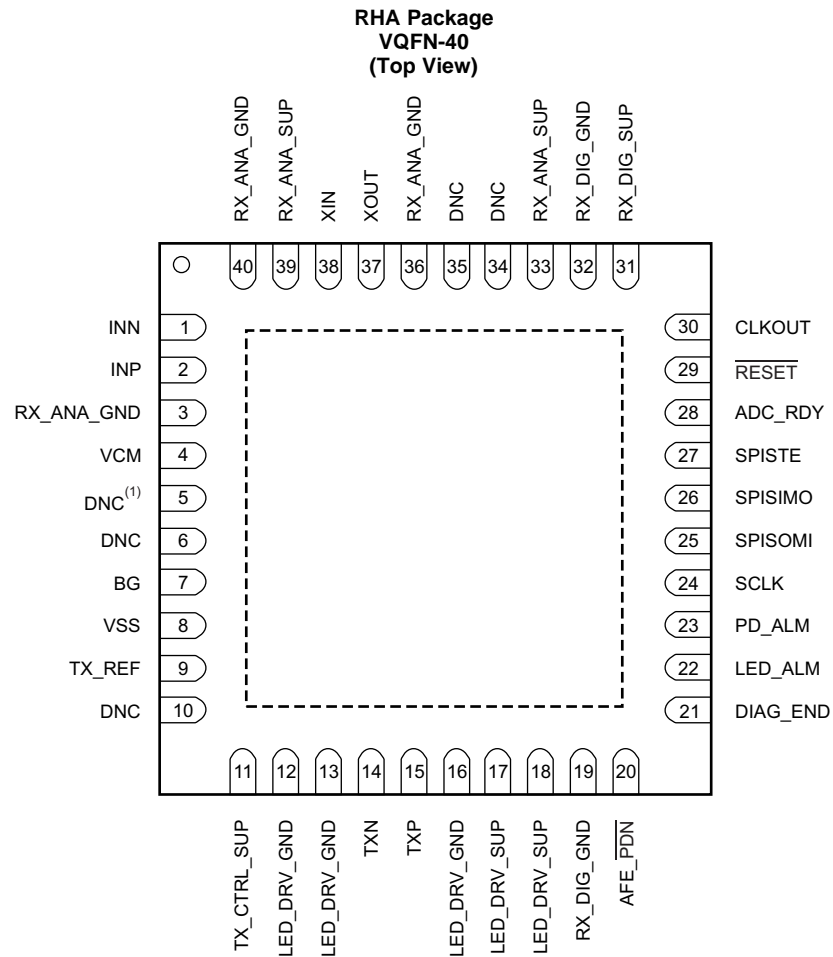 RHA Package
VQFN-40
(Top View)
RX_ANA_GND
RX_ANA_SUP
XIN
XOUT
RX_ANA_GND
DNC
DNC
RX_ANA_SUP
RX_DIG_GND
RX_DIG_SUP
40 39 38 37 36 35 34 33 32 31
INN 1
INP 2
RX_ANA_GND 3
VCM 4
DNC(1) 5
DNC 6
BG 7
VSS 8
TX_REF 9
DNC 10
30 CLKOUT
29 RESET
28 ADC_RDY
27 SPISTE
26 SPISIMO
25 SPISOMI
24 SCLK
23 PD_ALM
22 LED_ALM
21 DIAG_END
11 12 13 14 15 16 17 18 19 20
TX_CTRL_SUP
LED_DRV_GND
LED_DRV_GND
TXN
TXP
LED_DRV_GND
LED_DRV_SUP
LED_DRV_SUP
RX_DIG_GND
AFE_PDN